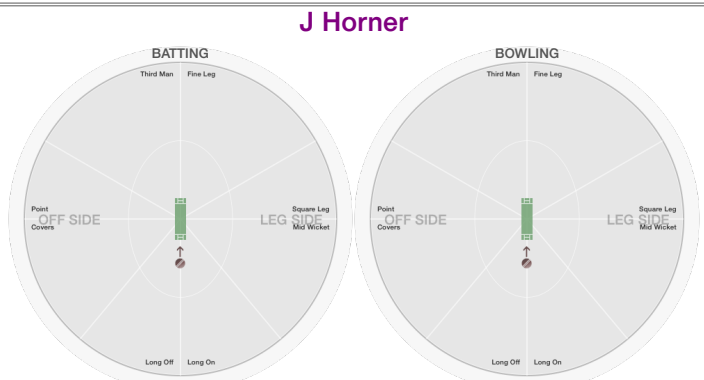 J Horner
BATTING
Third Man Fine Leg
Point
OFF SIDE
Covers
Square Leg
LEG SIDE
Mid Wicket
Long Off Long On
BOWLING
Third Man Fine Leg
Point
OFF SIDE
Covers
Square Leg
LEG SIDE
Mid Wicket
Long Off Long On